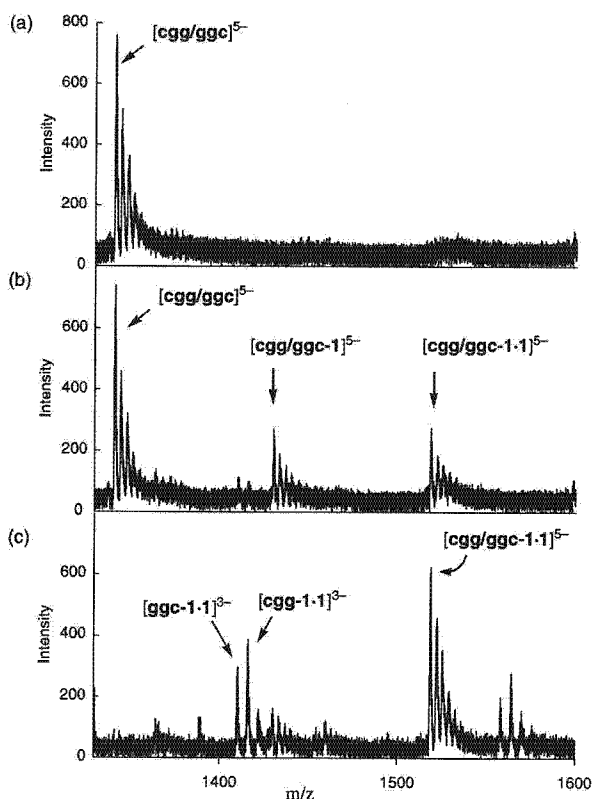 (a)
800
600
400
200
0
Intensity
[cgg/ggc]5–
(b)
600
400
200
0
Intensity
[cgg/ggc]5–
[cgg/ggc-1]5–
[cgg/ggc-1·1]5–
(c)
600
400
200
0
Intensity
[ggc-1·1]3–
[cgg-1·1]3–
[cgg/ggc-1·1]5–
1400
1500
1600
m/z